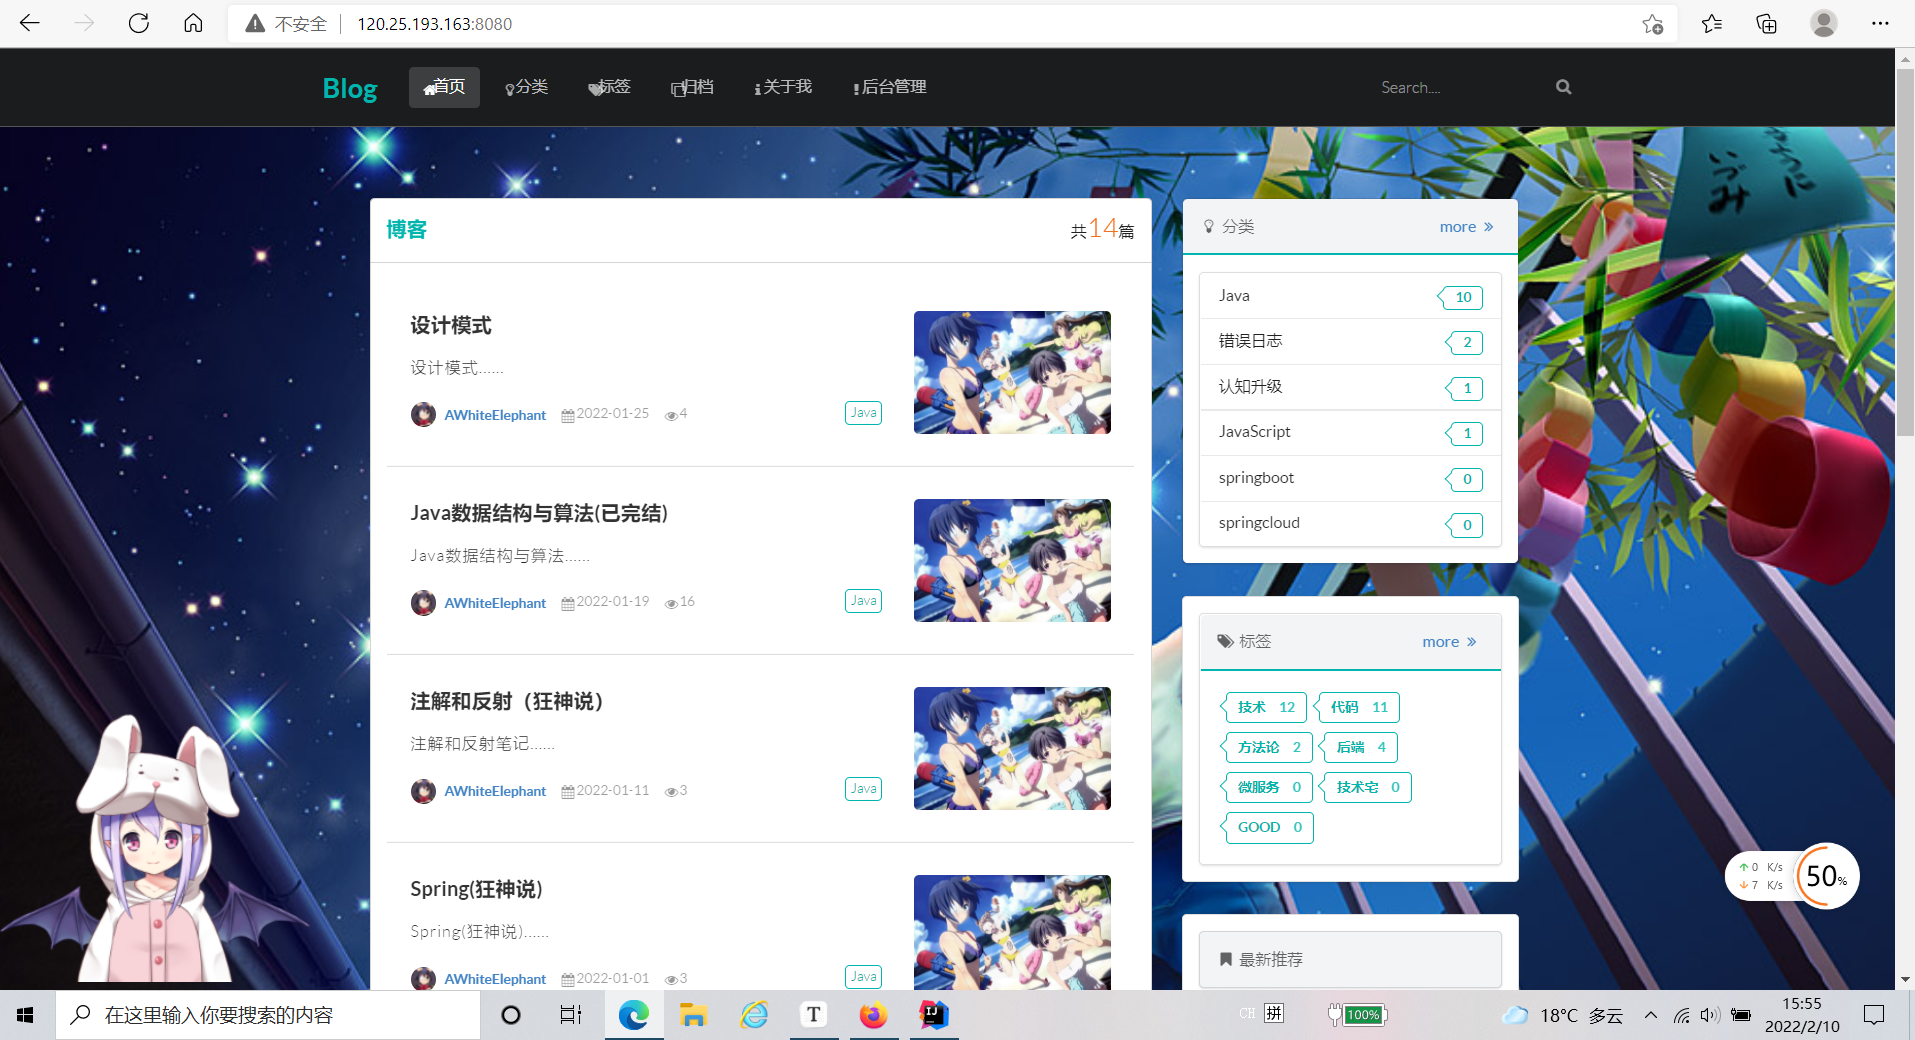 不安全 120.25.193.163:8080
Blog 首页 分类 标签 归档 关于我 后台管理 Search....
博客 共14篇
设计模式
设计模式......
AWhiteElephant 2022-01-25 4 Java
Java数据结构与算法(已完结)
Java数据结构与算法......
AWhiteElephant 2022-01-19 16 Java
注解和反射（狂神说）
注解和反射笔记......
AWhiteElephant 2022-01-11 3 Java
Spring(狂神说)
Spring(狂神说)......
AWhiteElephant 2022-01-01 3 Java
分类 more »
Java 10
错误日志 2
认知升级 1
JavaScript 1
springboot 0
springcloud 0
标签 more »
技术 12 代码 11
方法论 2 后端 4
微服务 0 技术宅 0
GOOD 0
最新推荐
0 K/s
7 K/s
50%
在这里输入你要搜索的内容
CH 拼 100% 18°C 多云
15:55
2022/2/10